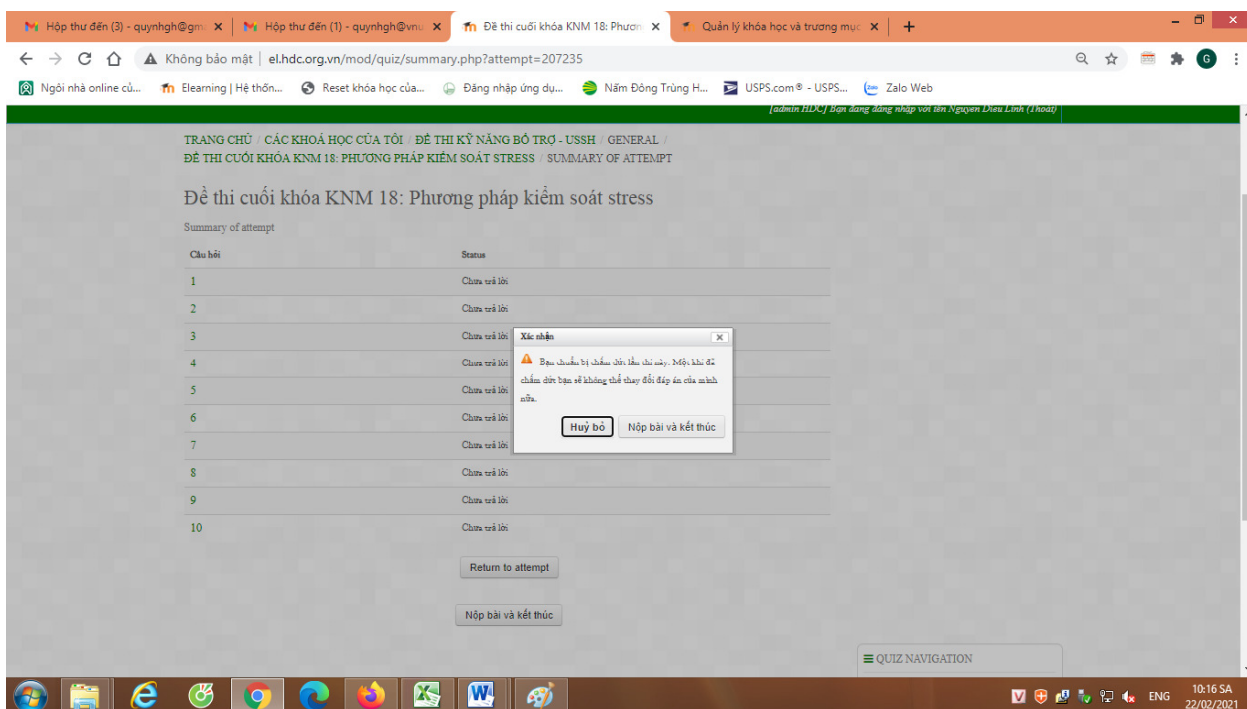 Hộp thư đến (3) - quynhgh@gm
Hộp thư đến (1) - quynhgh@vnu
Đề thi cuối khóa KNM 18: Phươn
Quản lý khóa học và trương mục
Không bảo mật | el.hdc.org.vn/mod/quiz/summary.php?attempt=207235
G
Ngôi nhà online củ...
Elearning | Hệ thốn...
Reset khóa học của...
Đăng nhập ứng dụ...
Nấm Đông Trùng H...
USPS.com® - USPS...
Zalo Web
[admin HDC] Bạn đang đăng nhập với tên Nguyen Dieu Linh (Thoát)
TRANG CHỦ / CÁC KHOÁ HỌC CỦA TÔI / ĐỀ THI KỸ NĂNG BỔ TRỢ - USSH / GENERAL /
ĐỀ THI CUỐI KHÓA KNM 18: PHƯƠNG PHÁP KIỂM SOÁT STRESS / SUMMARY OF ATTEMPT
Đề thi cuối khóa KNM 18: Phương pháp kiểm soát stress
Summary of attempt
Câu hỏi Status
1 Chưa trả lời
2 Chưa trả lời
3 Chưa trả lời
4 Chưa trả lời
5 Chưa trả lời
6 Chưa trả lời
7 Chưa trả lời
8 Chưa trả lời
9 Chưa trả lời
10 Chưa trả lời
Xác nhận
Bạn chuẩn bị chấm dứt lần thi này. Một khi đã
chấm dứt bạn sẽ không thể thay đổi đáp án của mình
nữa.
Huỷ bỏ Nộp bài và kết thúc
Return to attempt
Nộp bài và kết thúc
QUIZ NAVIGATION
ENG
10:16 SA
22/02/2021